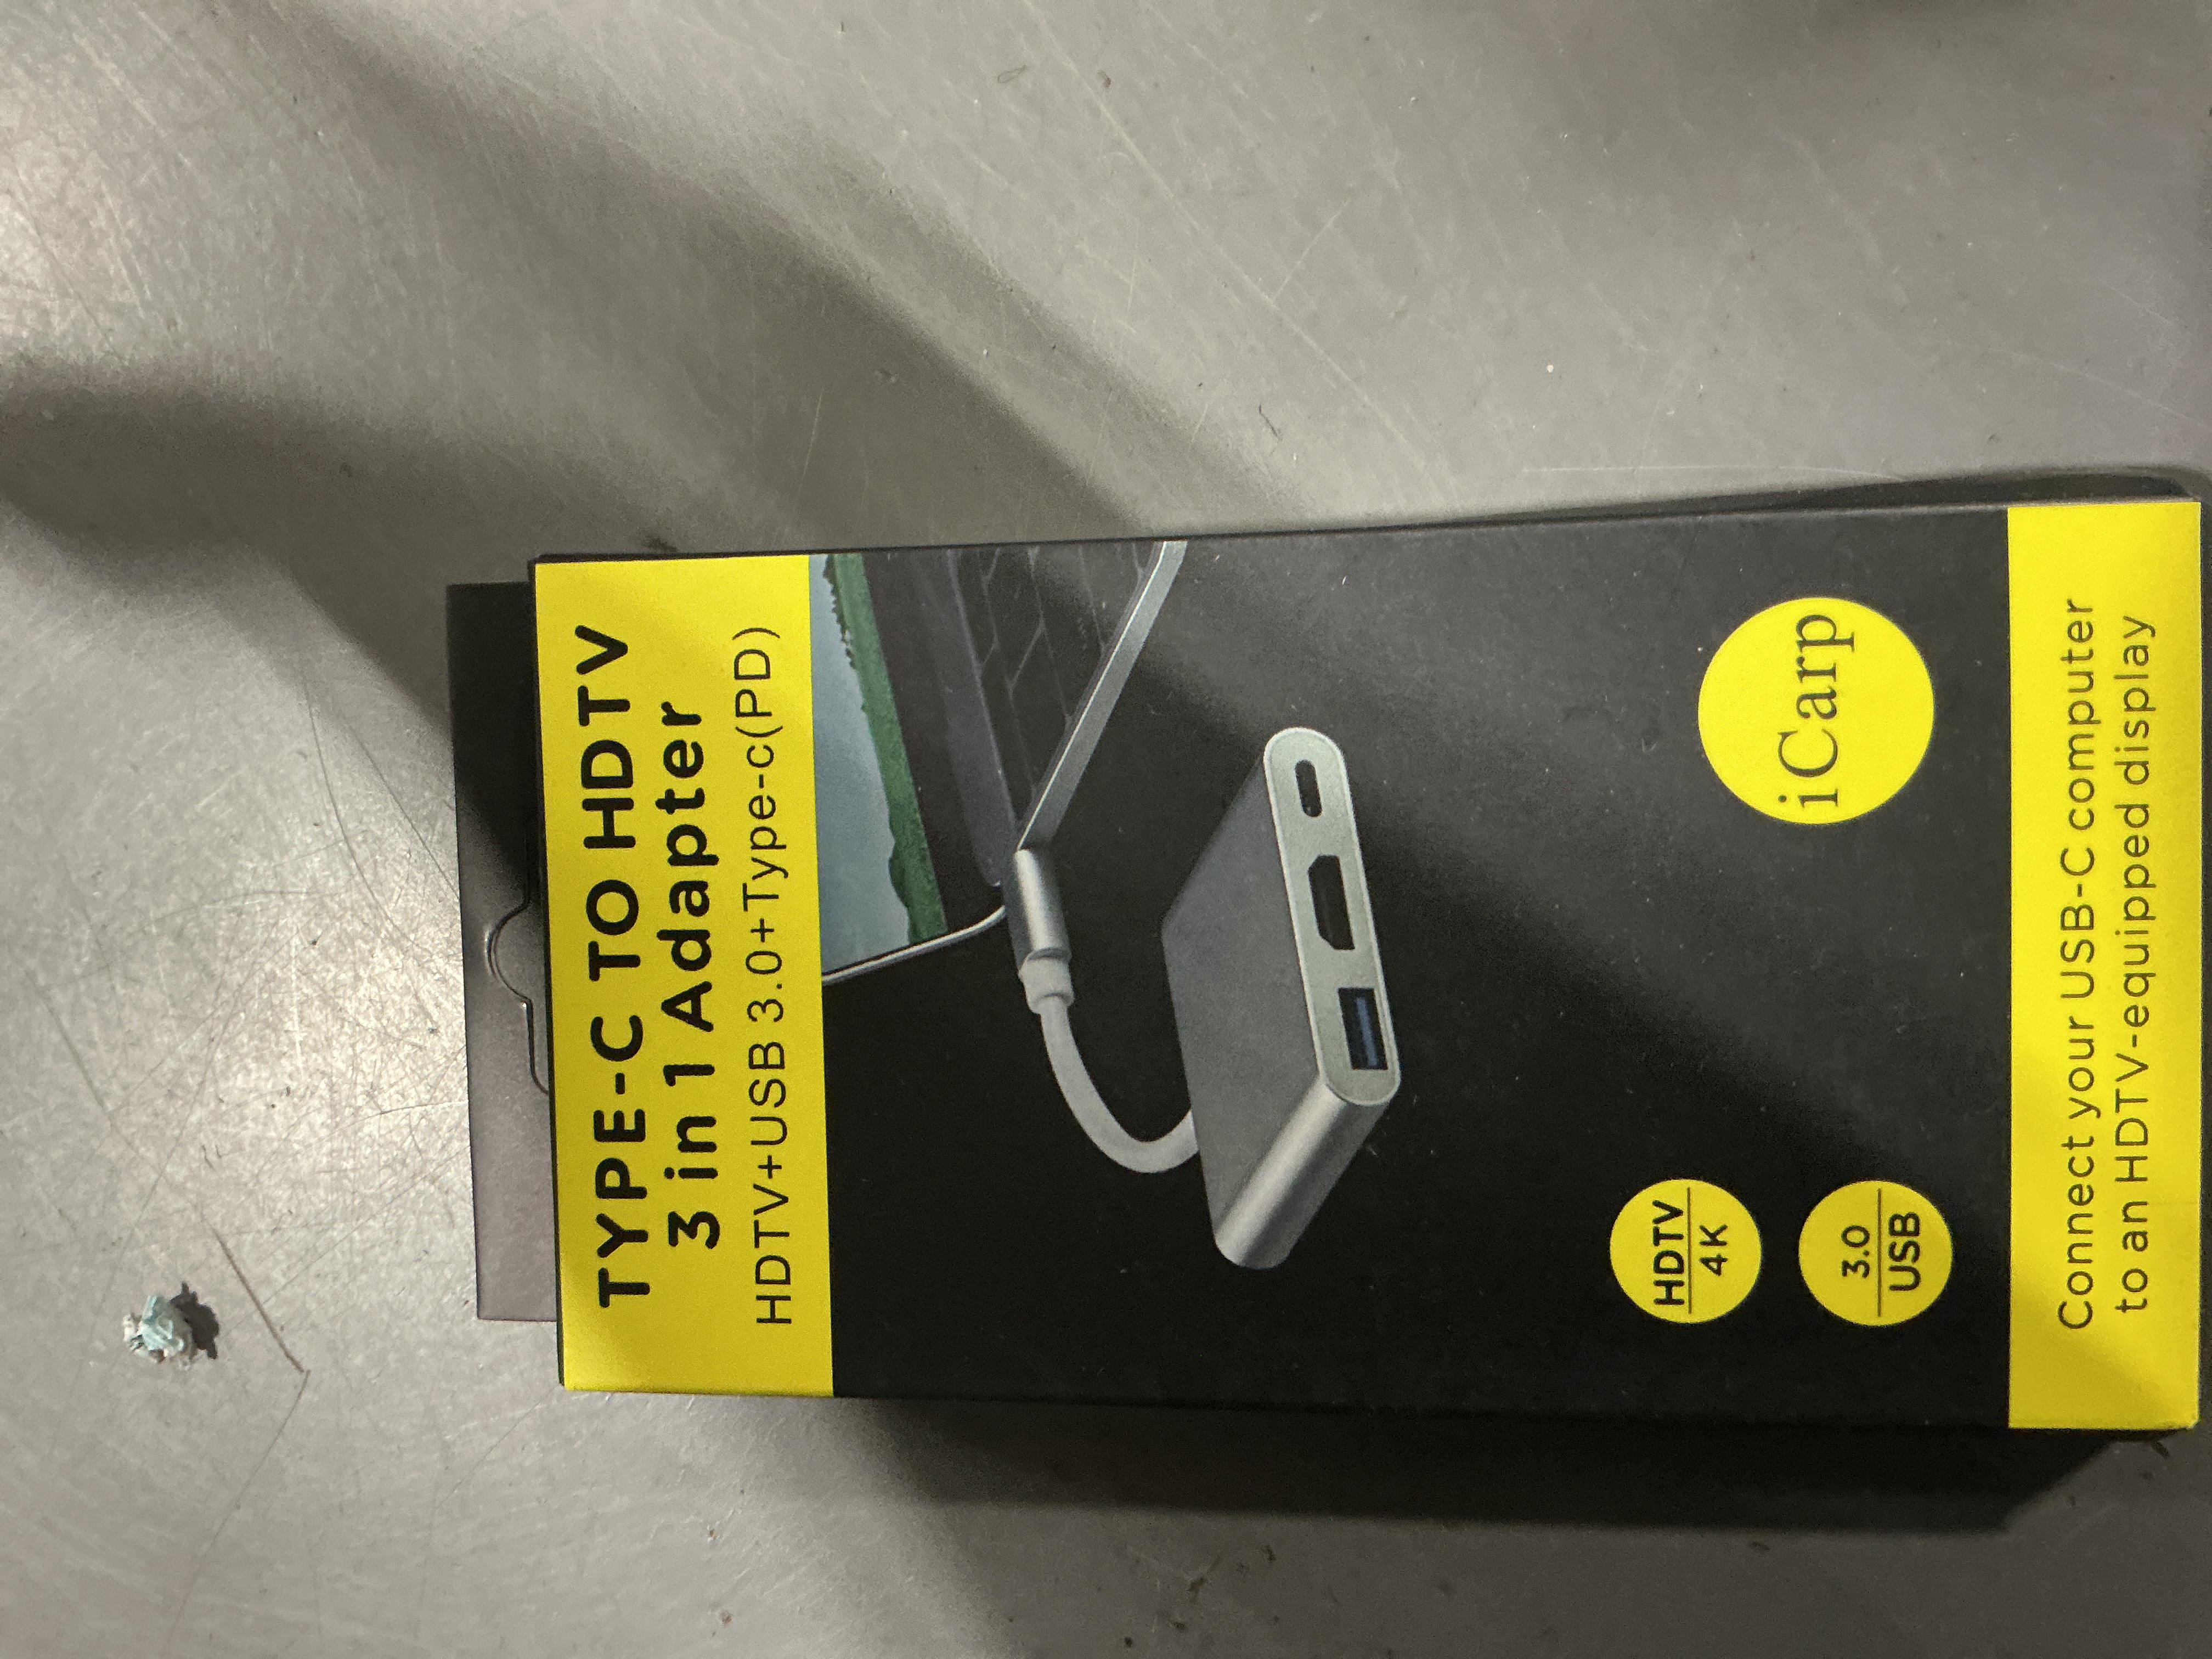 TYPE-C TO HDTV
3 in 1 Adapter
HDTV+USB 3.0+Type-c(PD)
HDTV
4K
3.0
USB
iCarp
Connect your USB-C computer
to an HDTV-equipped display